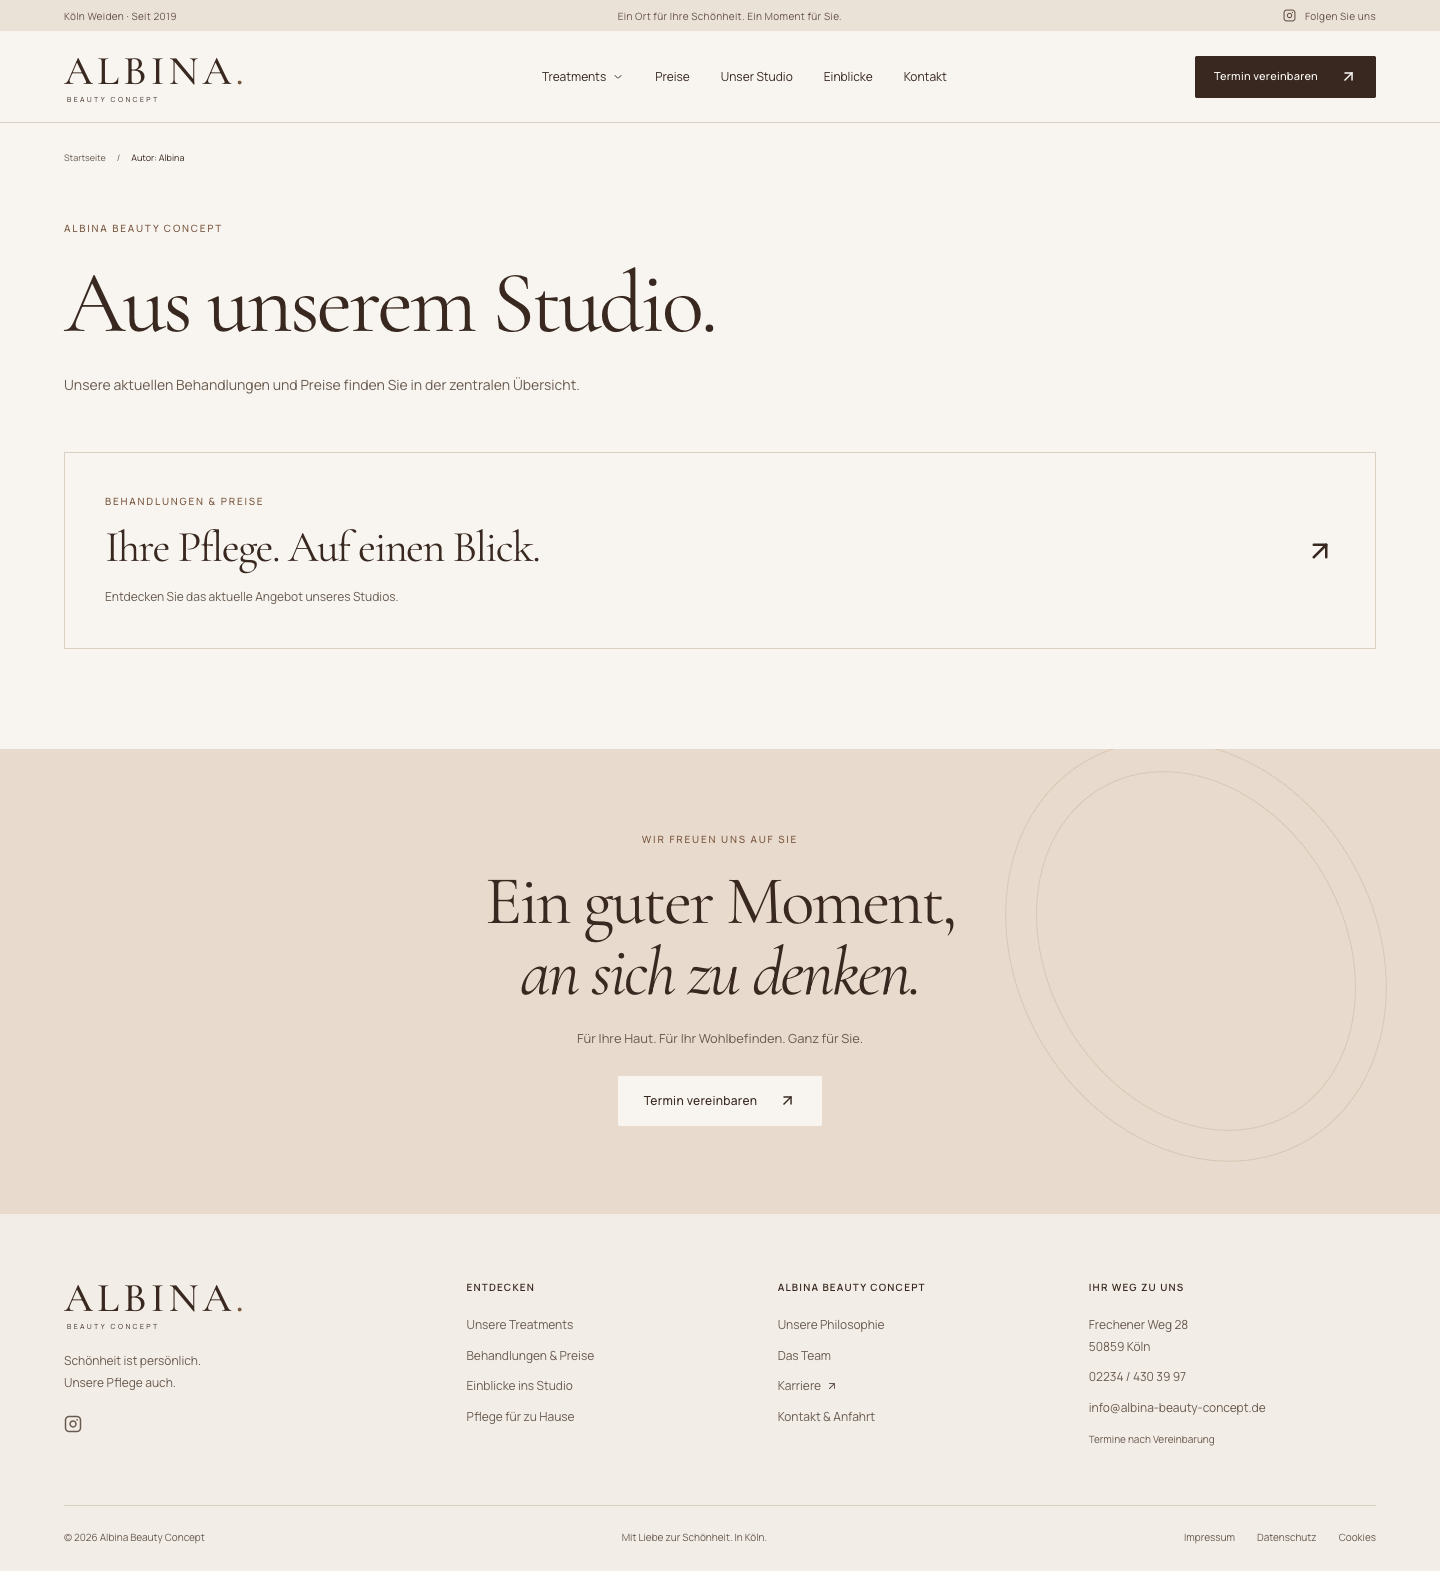 Köln Weiden · Seit 2019
Ein Ort für Ihre Schönheit. Ein Moment für Sie.
Folgen Sie uns
ALBINA.
BEAUTY CONCEPT
Treatments
Preise
Unser Studio
Einblicke
Kontakt
Termin vereinbaren
Startseite / Autor: Albina
ALBINA BEAUTY CONCEPT
Aus unserem Studio.
Unsere aktuellen Behandlungen und Preise finden Sie in der zentralen Übersicht.
BEHANDLUNGEN & PREISE
Ihre Pflege. Auf einen Blick.
Entdecken Sie das aktuelle Angebot unseres Studios.
WIR FREUEN UNS AUF SIE
Ein guter Moment,
an sich zu denken.
Für Ihre Haut. Für Ihr Wohlbefinden. Ganz für Sie.
Termin vereinbaren
ALBINA.
BEAUTY CONCEPT
Schönheit ist persönlich.
Unsere Pflege auch.
ENTDECKEN
Unsere Treatments
Behandlungen & Preise
Einblicke ins Studio
Pflege für zu Hause
ALBINA BEAUTY CONCEPT
Unsere Philosophie
Das Team
Karriere
Kontakt & Anfahrt
IHR WEG ZU UNS
Frechener Weg 28
50859 Köln
02234 / 430 39 97
info@albina-beauty-concept.de
Termine nach Vereinbarung
© 2026 Albina Beauty Concept
Mit Liebe zur Schönheit. In Köln.
Impressum
Datenschutz
Cookies